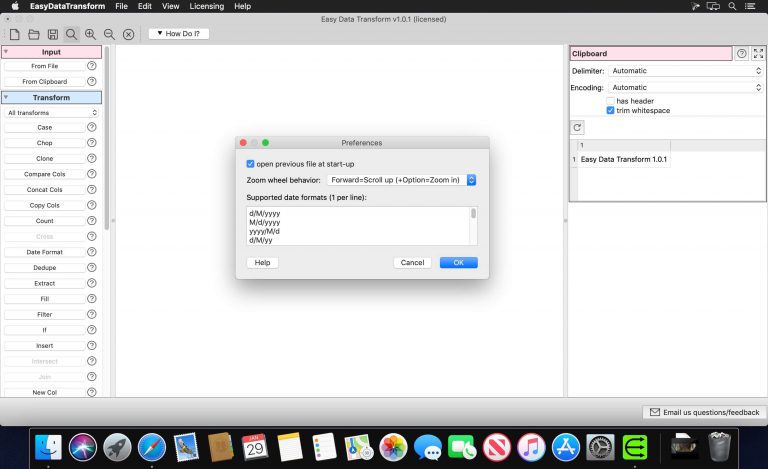 EasyDataTransform File Edit View Licensing Help
Easy Data Transform v1.0.1 (licensed)
▼ How Do I?
Input
From File
From Clipboard
Transform
All transforms
Case
Chop
Clone
Compare Cols
Concat Cols
Copy Cols
Count
Cross
Date Format
Dedupe
Extract
Fill
Filter
If
Insert
Intersect
Join
New Col
Preferences
open previous file at start-up
Zoom wheel behavior: Forward=Scroll up (+Option=Zoom in)
Supported date formats (1 per line):
d/M/yyyy
M/d/yyyy
yyyy/M/d
d/M/yy
Help Cancel OK
Clipboard
Delimiter: Automatic
Encoding: Automatic
has header
trim whitespace
1
1 Easy Data Transform 1.0.1
Email us questions/feedback
JAN
29